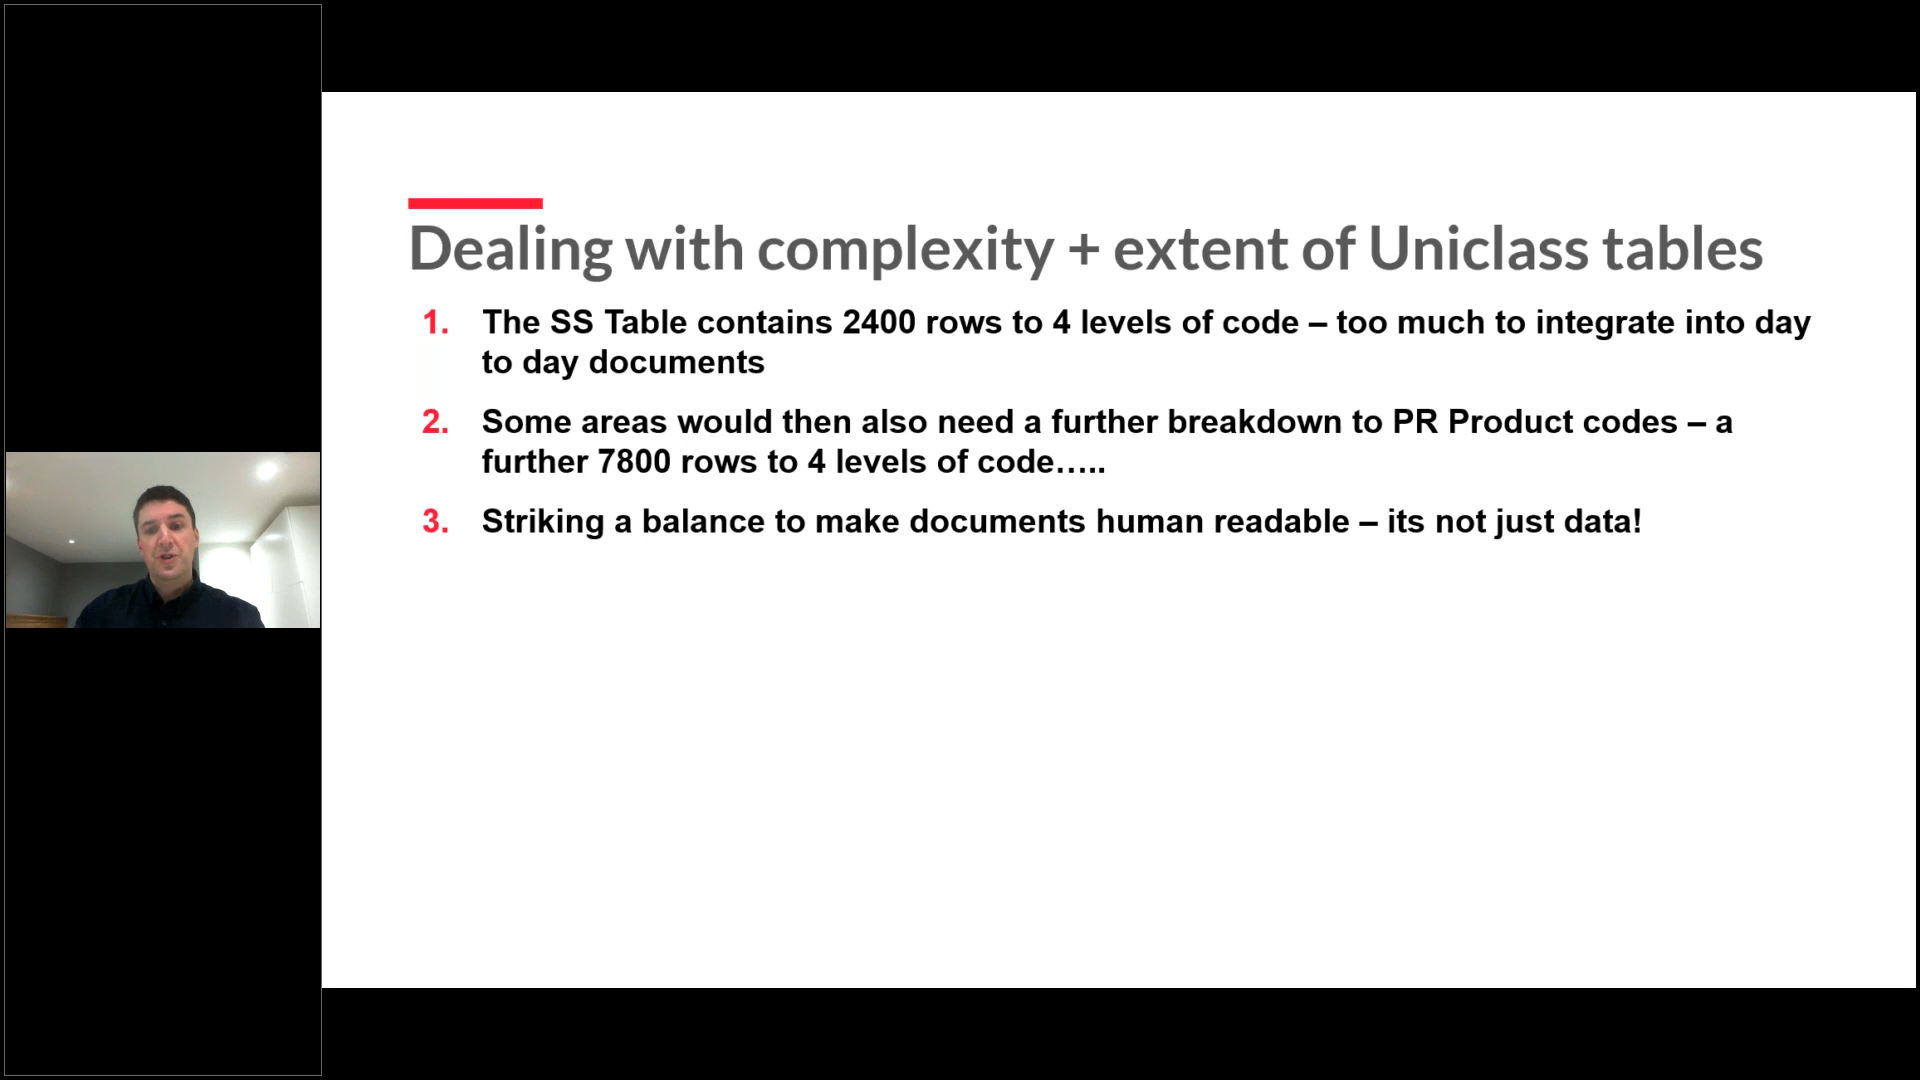 Dealing with complexity + extent of Uniclass tables
1. The SS Table contains 2400 rows to 4 levels of code – too much to integrate into day
to day documents
2. Some areas would then also need a further breakdown to PR Product codes – a
further 7800 rows to 4 levels of code…..
3. Striking a balance to make documents human readable – its not just data!